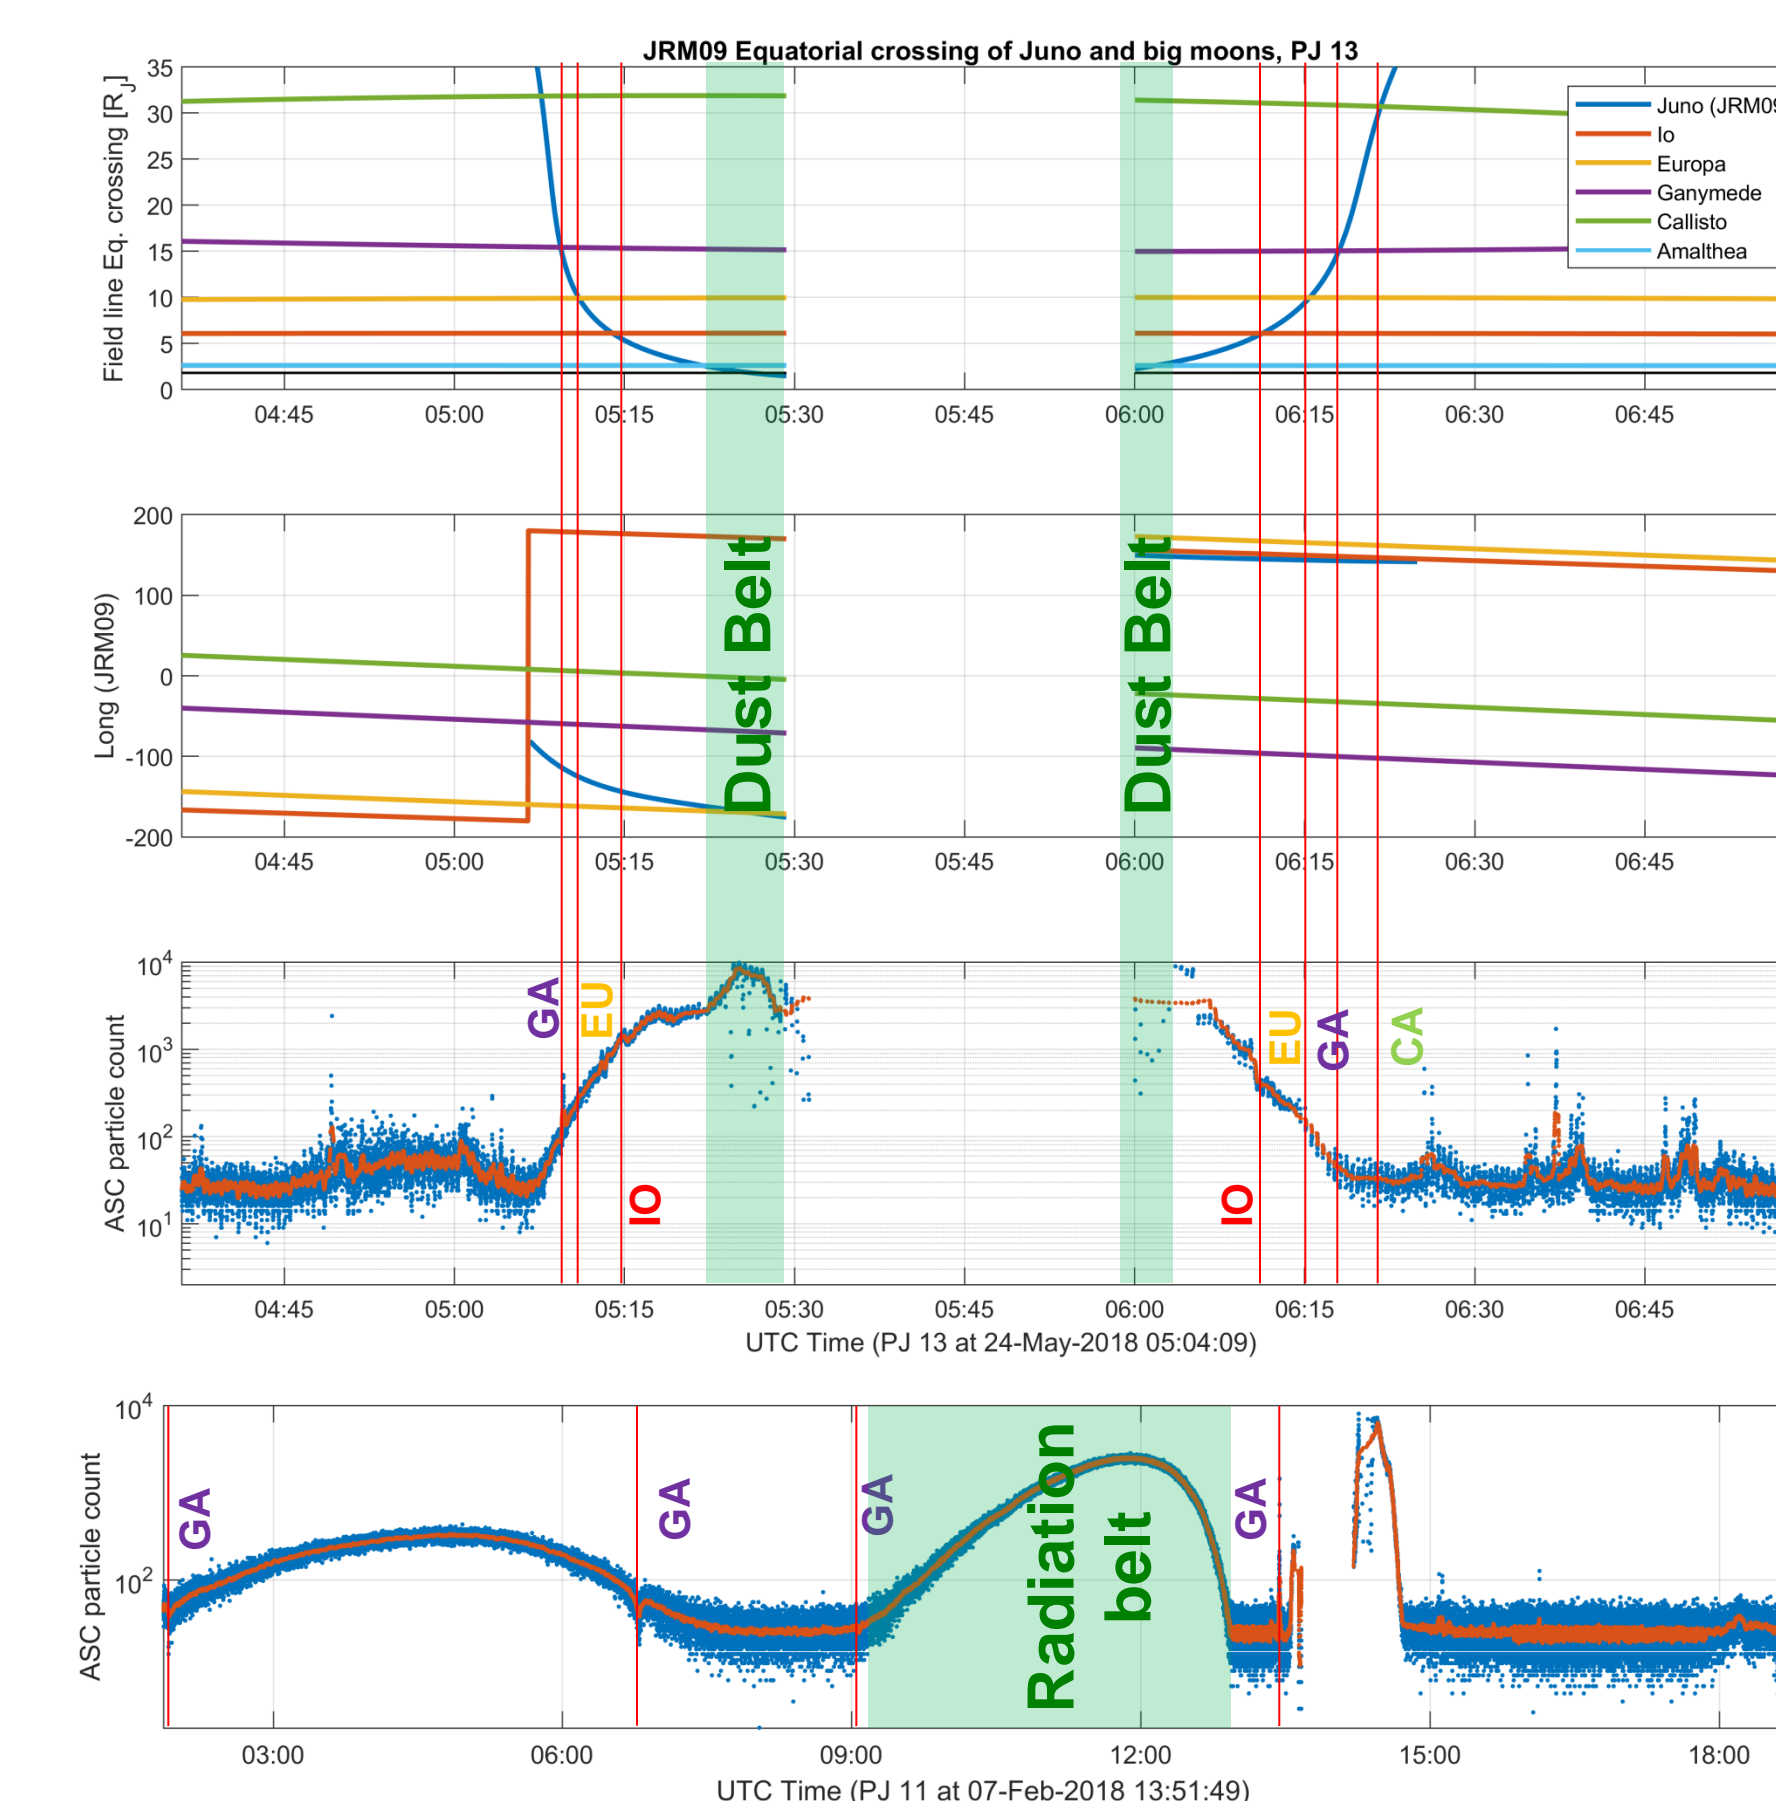 JRM09 Equatorial crossing of Juno and big moons, PJ 13
Field line Eq. crossing [R_J]
35
30
25
20
15
10
5
0
Juno (JRM09
Io
Europa
Ganymede
Callisto
Amalthea
04:45 05:00 05:15 05:30 05:45 06:00 06:15 06:30 06:45
Long (JRM09)
200
100
0
-100
-200
Dust Belt
Dust Belt
04:45 05:00 05:15 05:30 05:45 06:00 06:15 06:30 06:45
ASC particle count
10^4
10^3
10^2
10^1
GA
EU
IO
IO
EU
GA
CA
04:45 05:00 05:15 05:30 05:45 06:00 06:15 06:30 06:45
UTC Time (PJ 13 at 24-May-2018 05:04:09)
ASC particle count
10^4
10^2
GA
GA
GA
Radiation
belt
GA
03:00 06:00 09:00 12:00 15:00 18:00
UTC Time (PJ 11 at 07-Feb-2018 13:51:49)